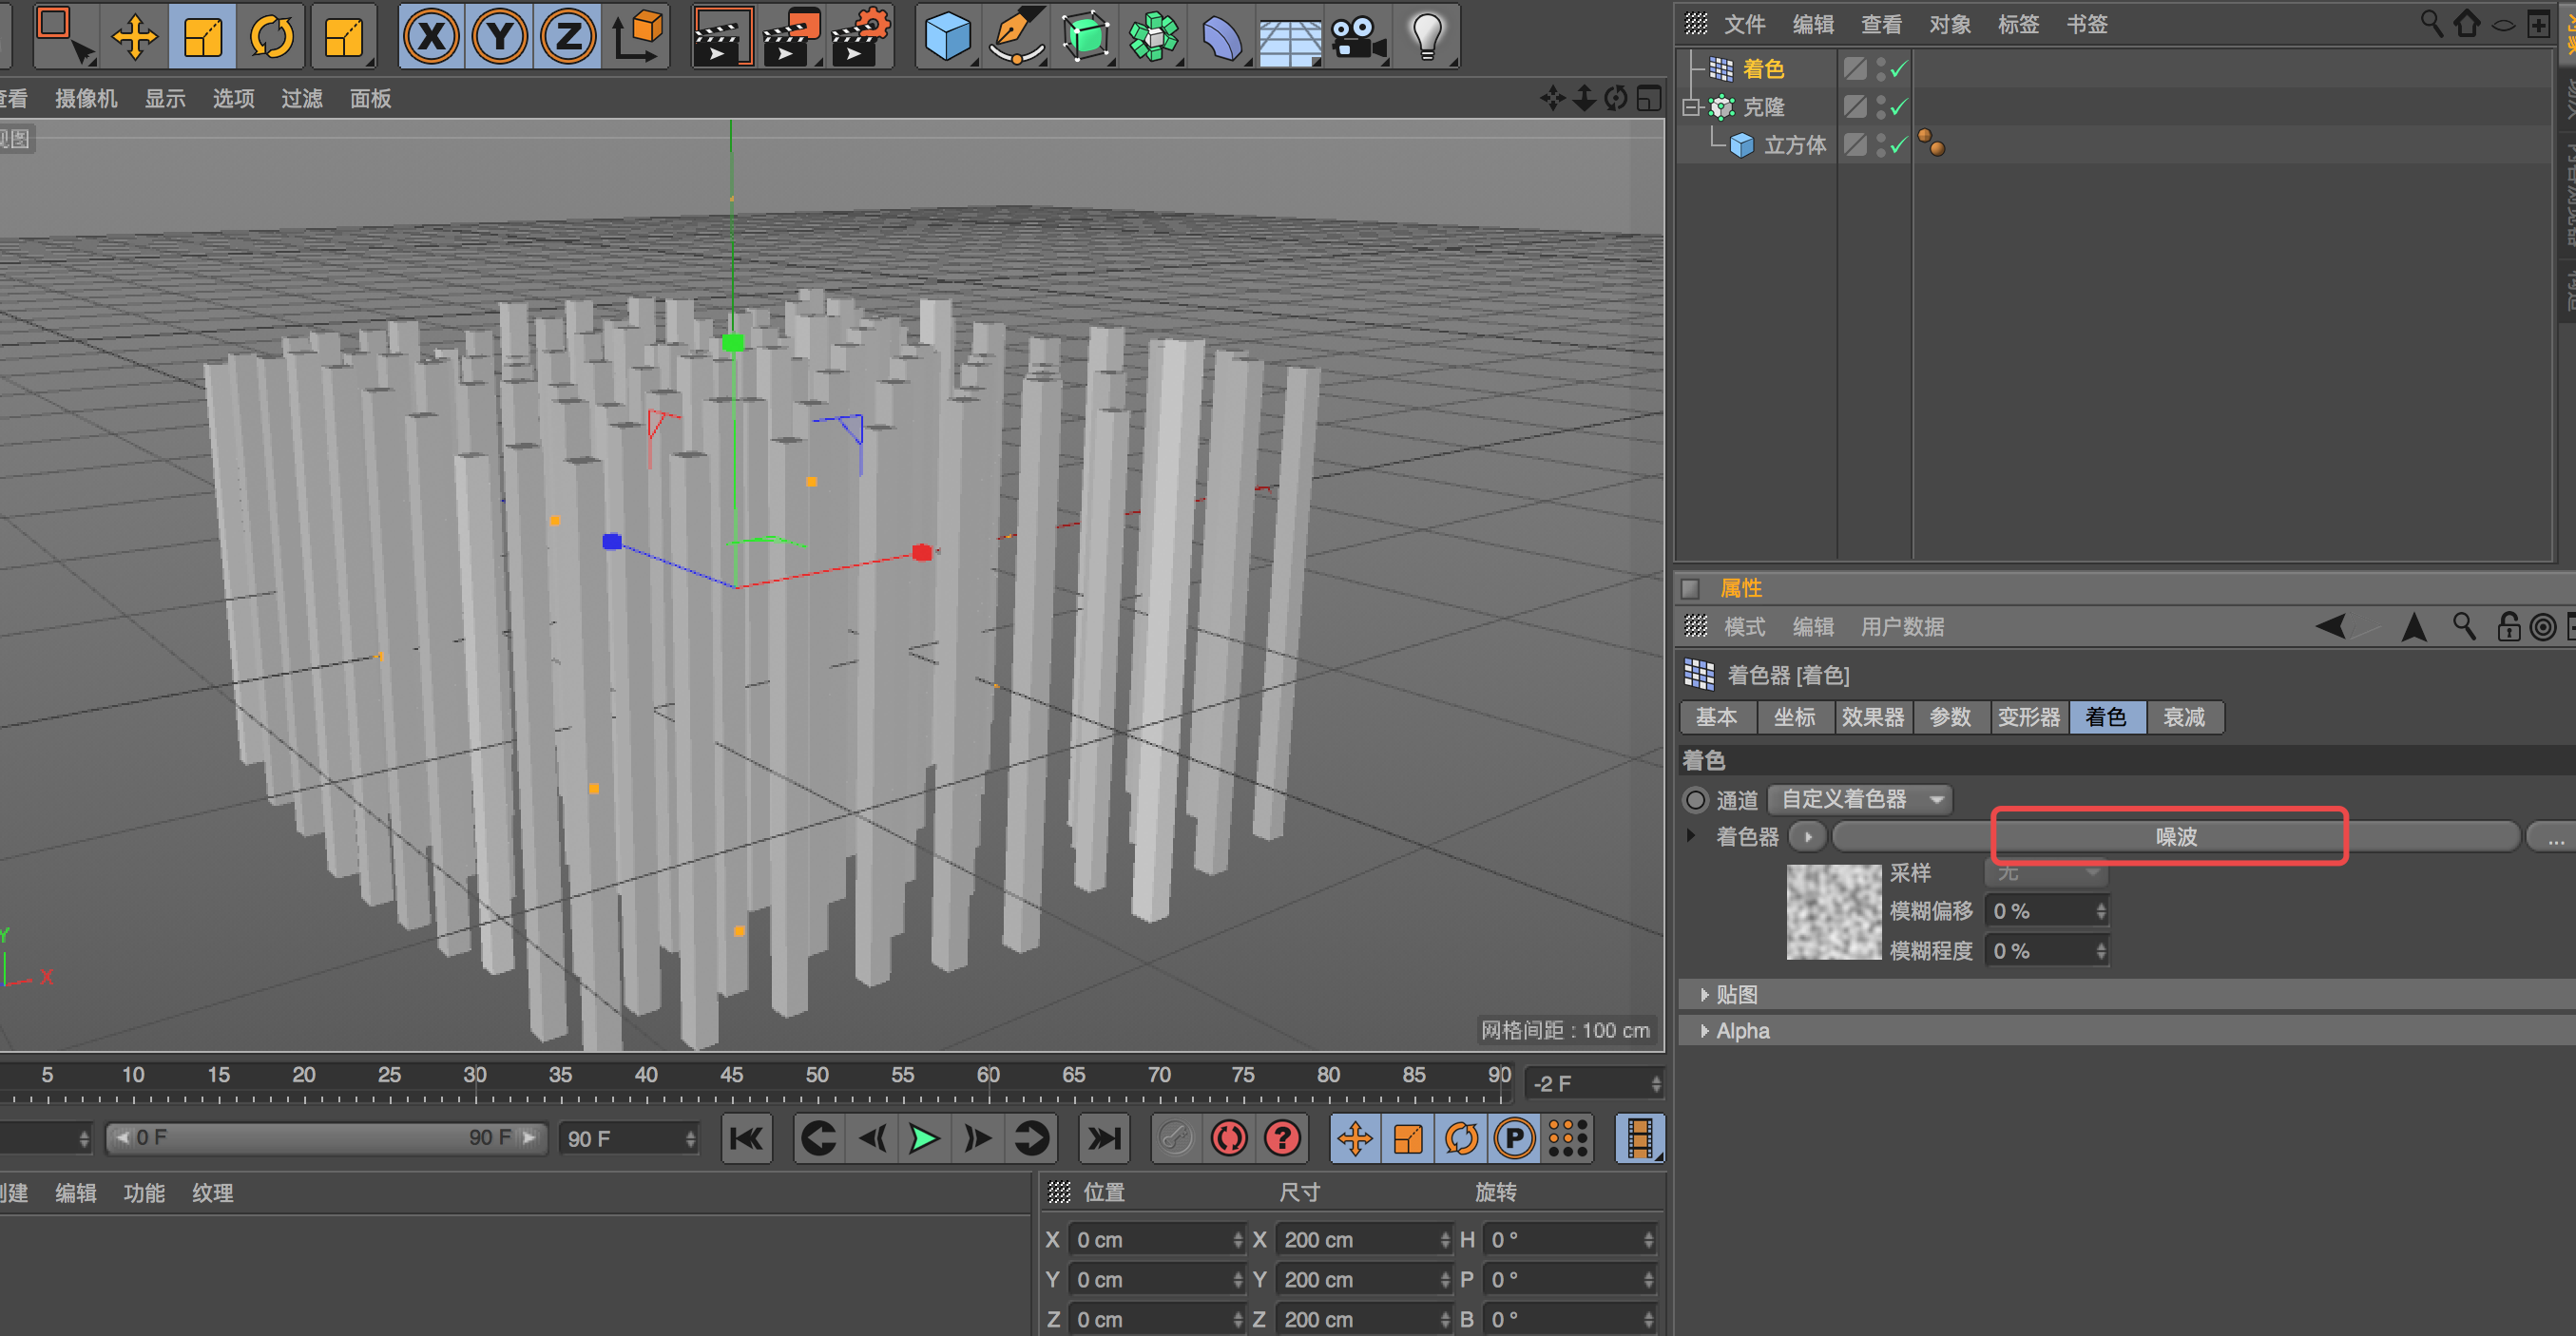 X Y Z
文件 编辑 查看 对象 标签 书签
查看 摄像机 显示 选项 过滤 面板
视图
着色
克隆
立方体
属性
模式 编辑 用户数据
着色器 [着色]
基本 坐标 效果器 参数 变形器 着色 衰减
着色
通道 自定义着色器
着色器 噪波 ...
采样 无
模糊偏移 0 %
模糊程度 0 %
贴图
Alpha
Y
X
网格间距 : 100 cm
5 10 15 20 25 30 35 40 45 50 55 60 65 70 75 80 85 90 -2 F
0 F 90 F 90 F ? P
创建 编辑 功能 纹理
位置 尺寸 旋转
X 0 cm X 200 cm H 0 °
Y 0 cm Y 200 cm P 0 °
Z 0 cm Z 200 cm B 0 °